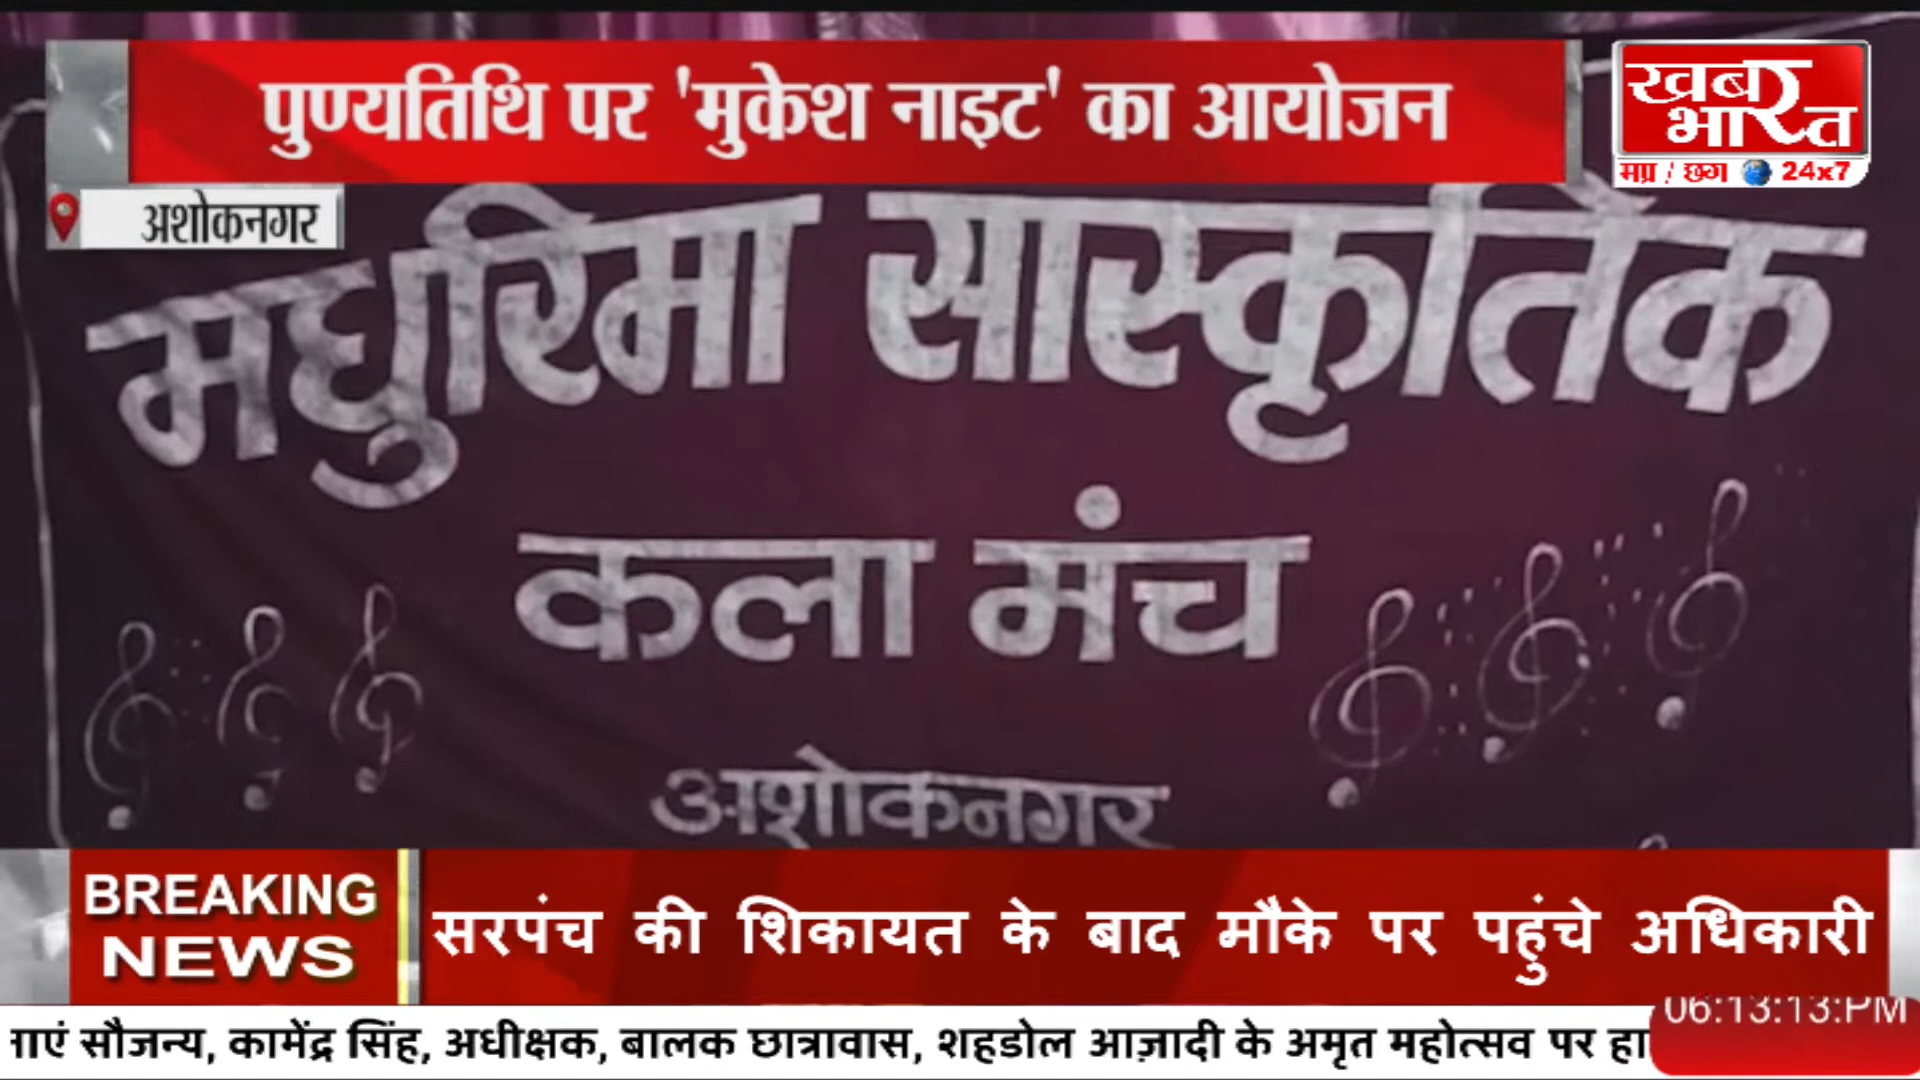 पुण्यतिथि पर 'मुकेश नाइट' का आयोजन
खबर भारत
मप्र / छग 24x7
अशोकनगर
मधुरिमा सास्कृतिक
कला मंच
अशोकनगर
BREAKING NEWS
सरपंच की शिकायत के बाद मौके पर पहुंचे अधिकारी
06:13:13:PM
सौजन्य, कामेंद्र सिंह, अधीक्षक, बालक छात्रावास, शहडोल आज़ादी के अमृत महोत्सव पर